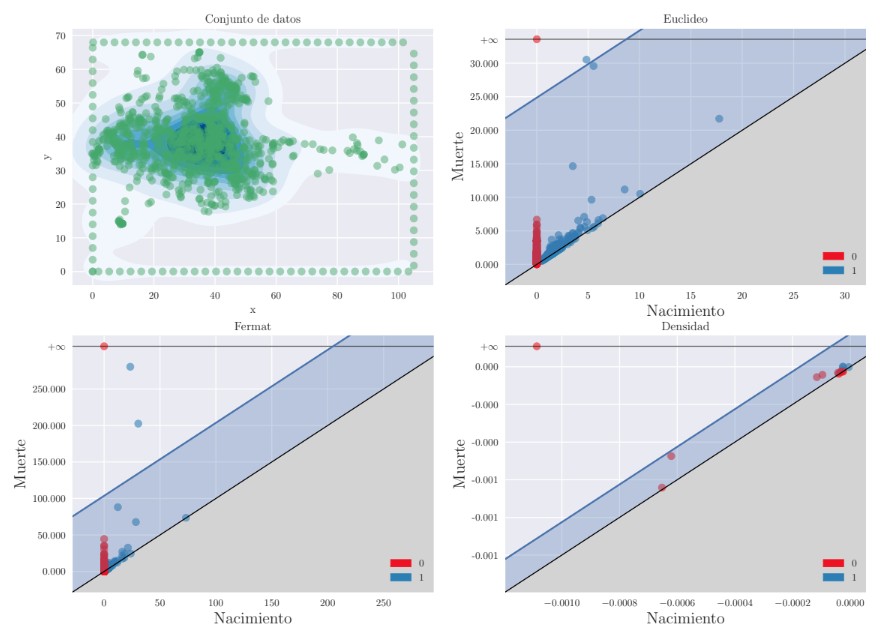 Conjunto de datos
70
60
50
40
30
20
10
0
y
0 20 40 60 80 100
x
Euclideo
+∞
30.000
25.000
20.000
15.000
10.000
5.000
0.000
Muerte
0 5 10 15 20 25 30
Nacimiento
0
1
Fermat
+∞
250.000
200.000
150.000
100.000
50.000
0.000
Muerte
0 50 100 150 200 250
Nacimiento
0
1
Densidad
+∞
0.000
-0.000
-0.000
-0.001
-0.001
-0.001
Muerte
−0.0010 −0.0008 −0.0006 −0.0004 −0.0002 0.0000
Nacimiento
0
1